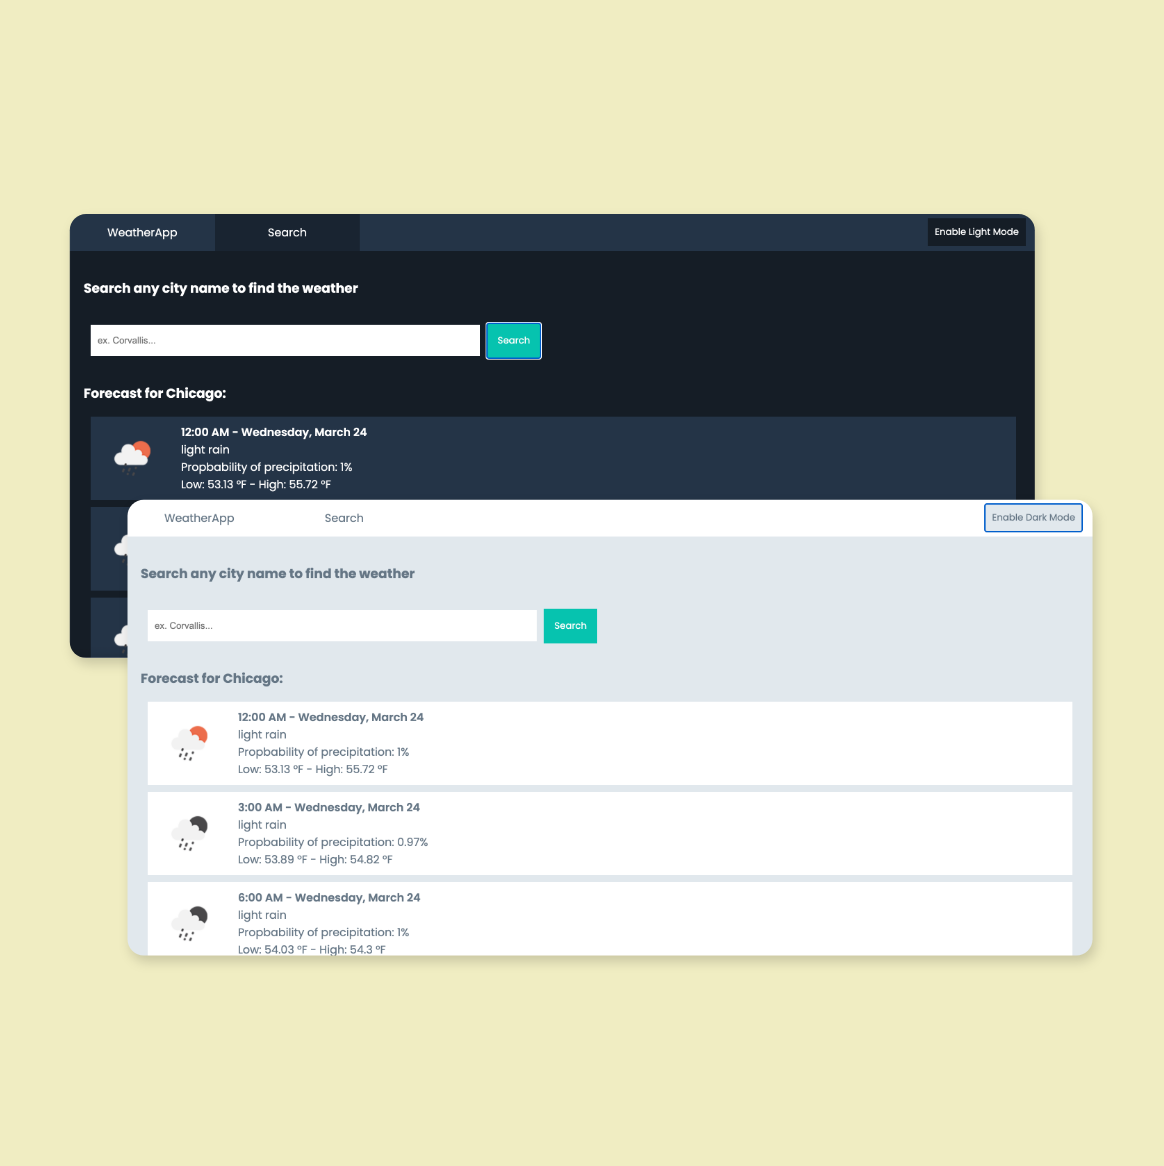 WeatherApp Search Enable Light Mode
Search any city name to find the weather
ex. Corvallis... Search
Forecast for Chicago:
12:00 AM - Wednesday, March 24
light rain
Propbability of precipitation: 1%
Low: 53.13 °F - High: 55.72 °F
WeatherApp Search Enable Dark Mode
Search any city name to find the weather
ex. Corvallis... Search
Forecast for Chicago:
12:00 AM - Wednesday, March 24
light rain
Propbability of precipitation: 1%
Low: 53.13 °F - High: 55.72 °F
3:00 AM - Wednesday, March 24
light rain
Propbability of precipitation: 0.97%
Low: 53.89 °F - High: 54.82 °F
6:00 AM - Wednesday, March 24
light rain
Propbability of precipitation: 1%
Low: 54.03 °F - High: 54.3 °F